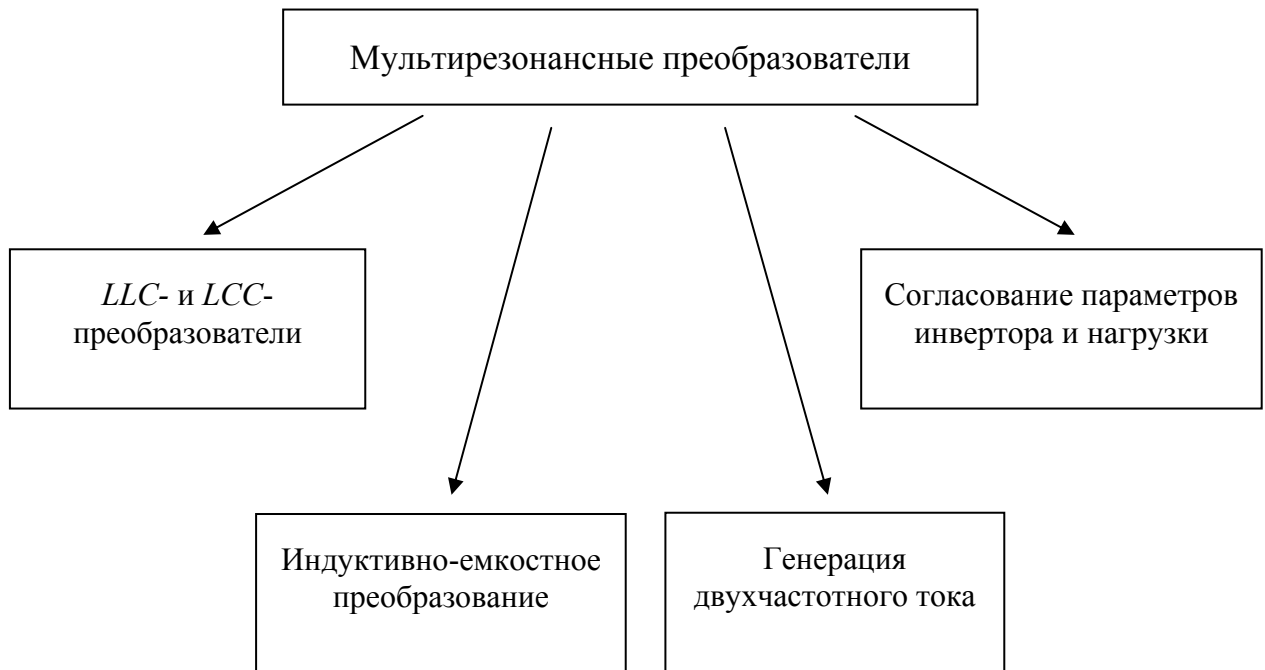 Мультирезонансные преобразователи
LLC- и LCC-
преобразователи
Согласование параметров
инвертора и нагрузки
Индуктивно-емкостное
преобразование
Генерация
двухчастотного тока